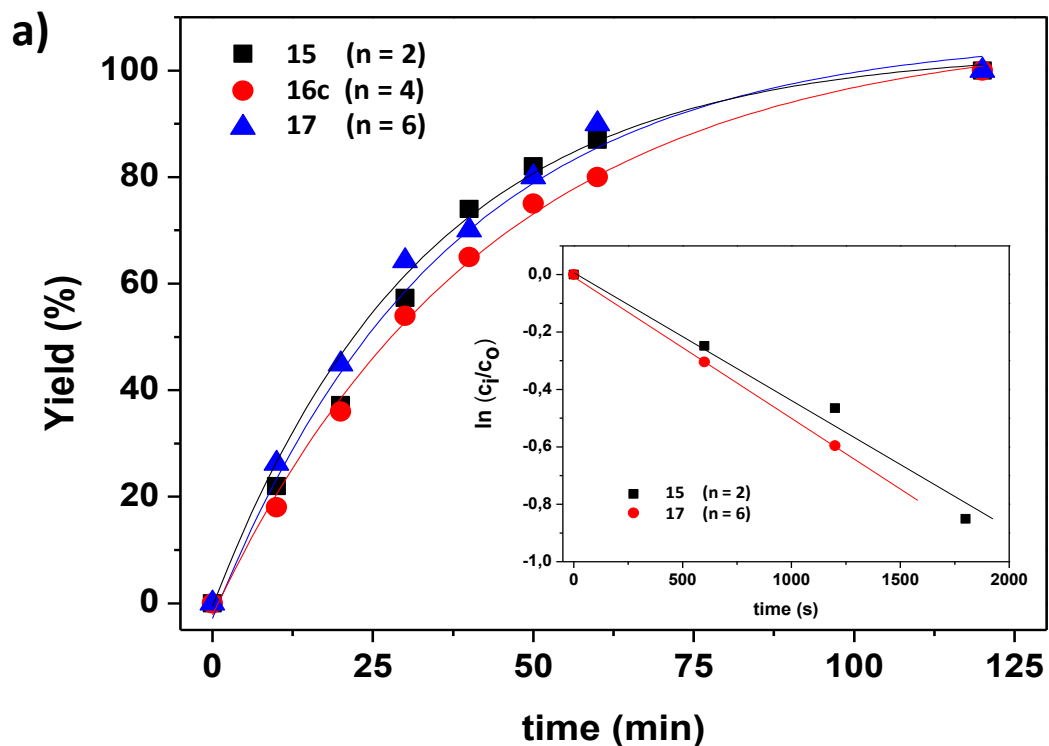 a)
15 (n = 2)
16c (n = 4)
17 (n = 6)
Yield (%)
100
80
60
40
20
0
0 25 50 75 100 125
time (min)
ln (ci/co)
0,0
-0,2
-0,4
-0,6
-0,8
-1,0
15 (n = 2)
17 (n = 6)
0 500 1000 1500 2000
time (s)